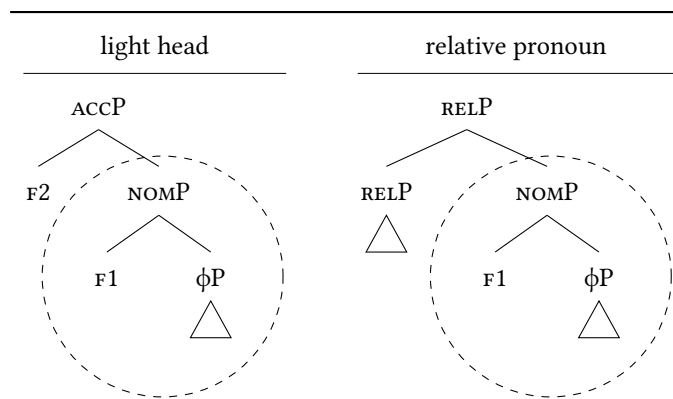 light head relative pronoun
ACCP RELP
F2 NOMP RELP NOMP
F1 ϕP F1 ϕP